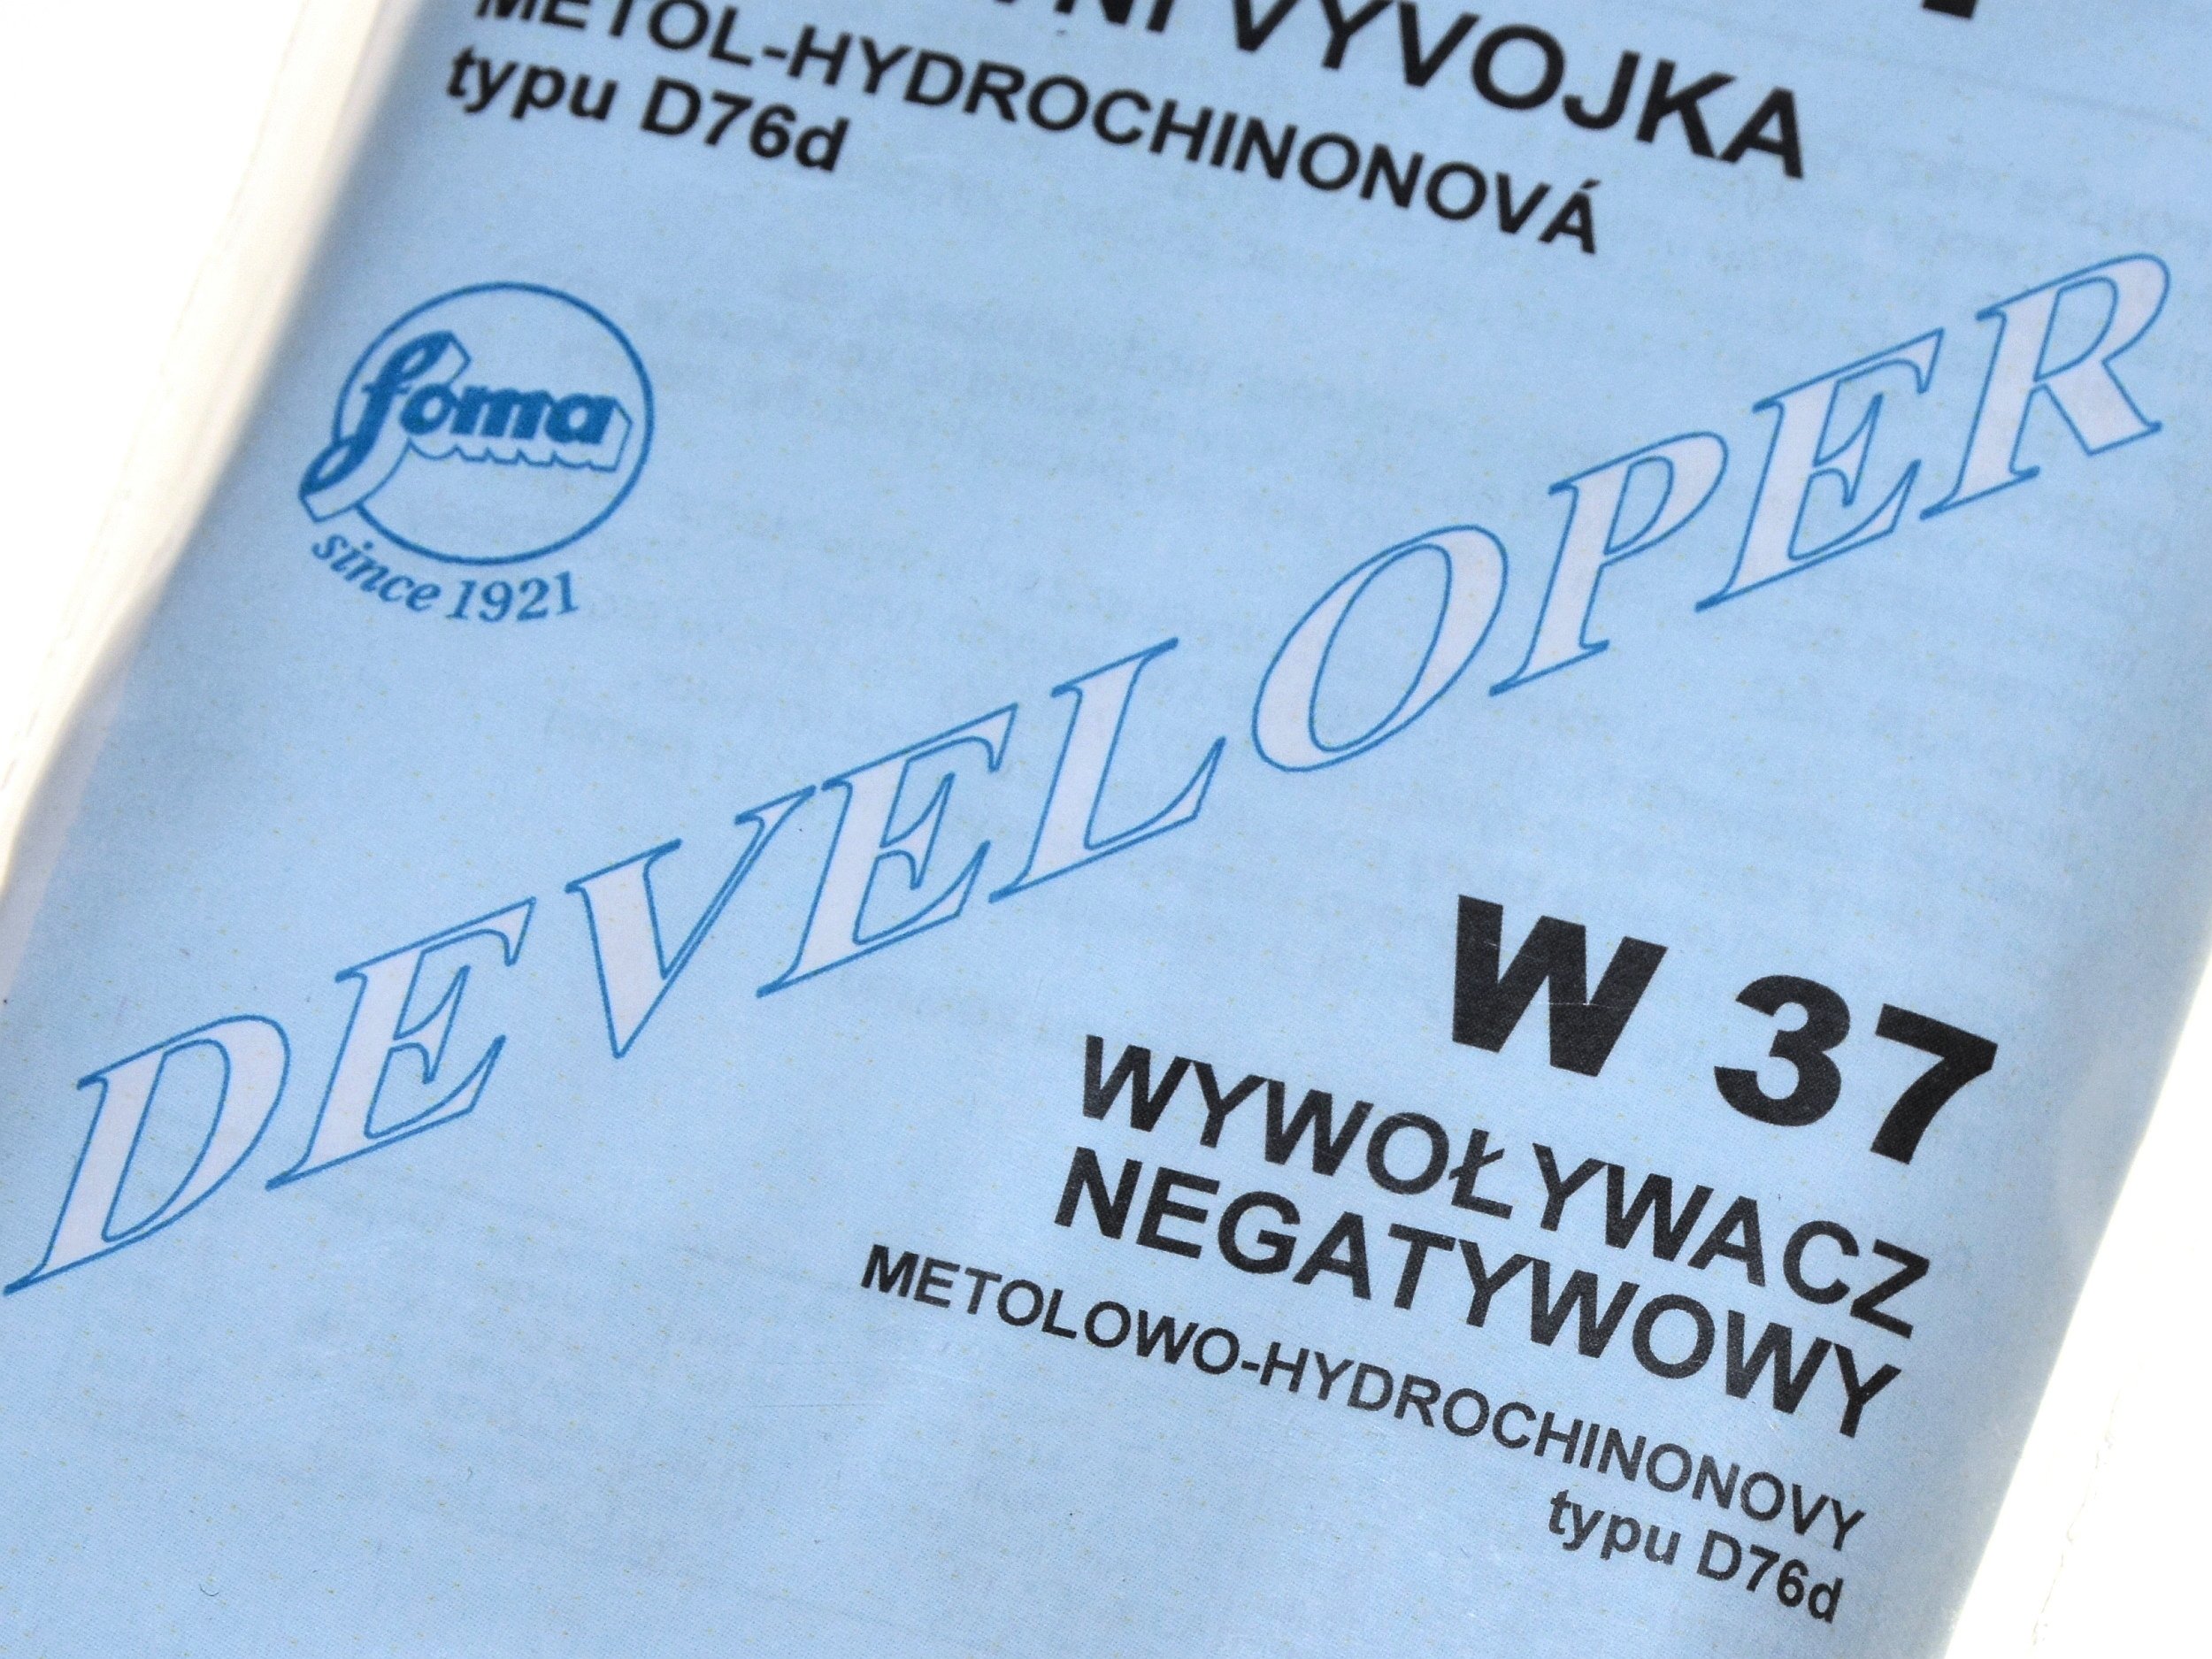 VÝVOJKA
METOL-HYDROCHINONOVÁ
typu D76d
foma
since 1921
DEVELOPER
W 37
WYWOŁYWACZ
NEGATYWOWY
METOLOWO-HYDROCHINONOVY
typu D76d